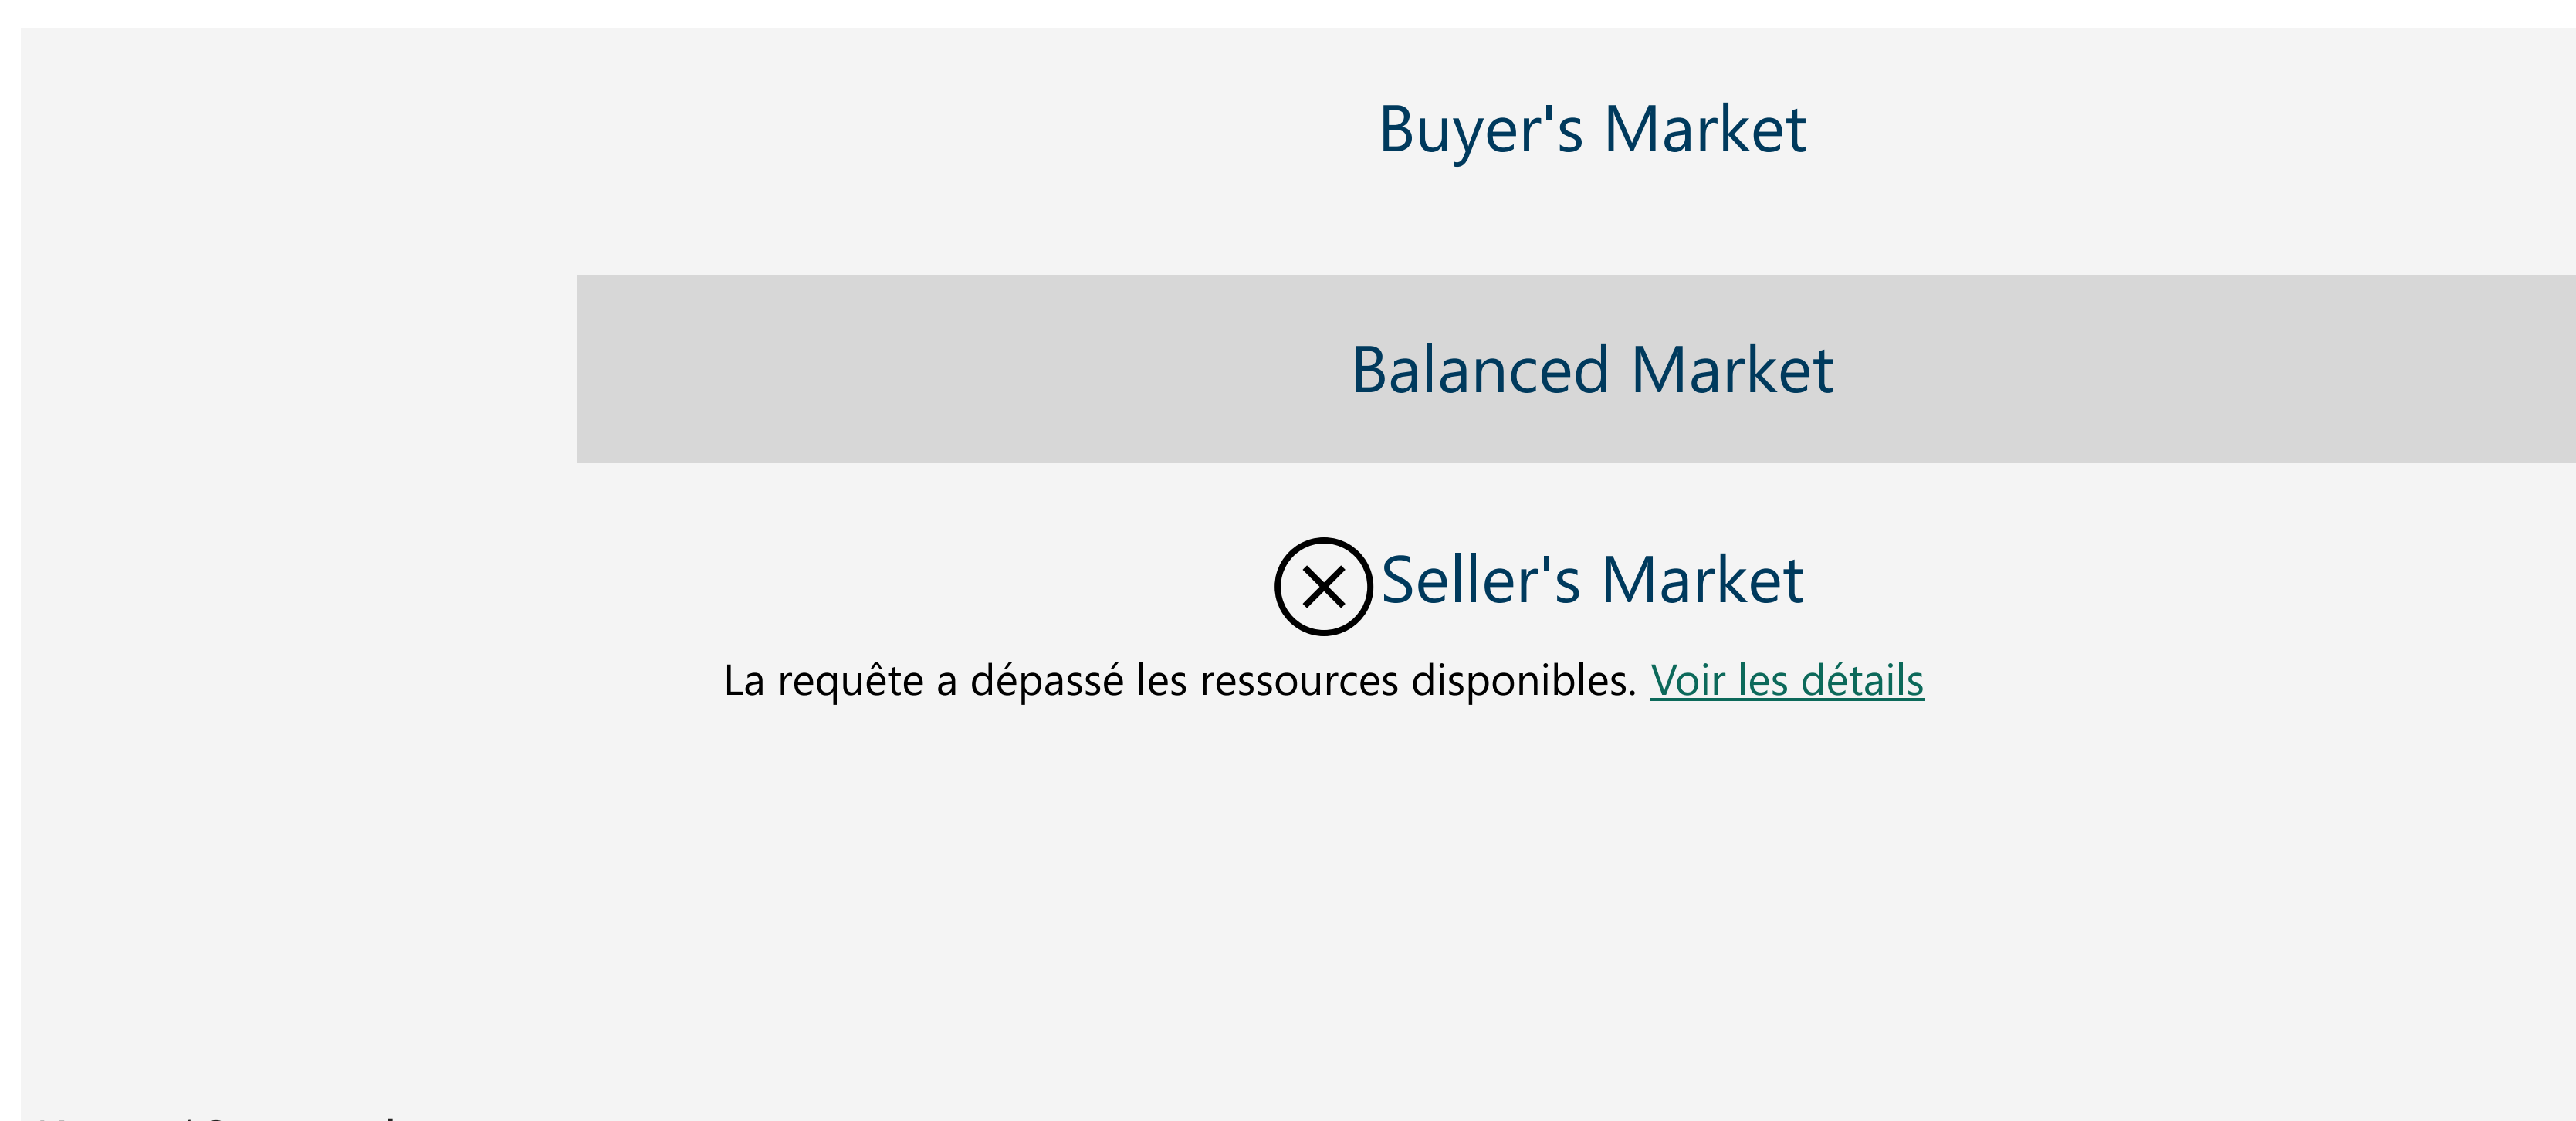 Buyer's Market
Balanced Market
Seller's Market
La requête a dépassé les ressources disponibles. Voir les détails